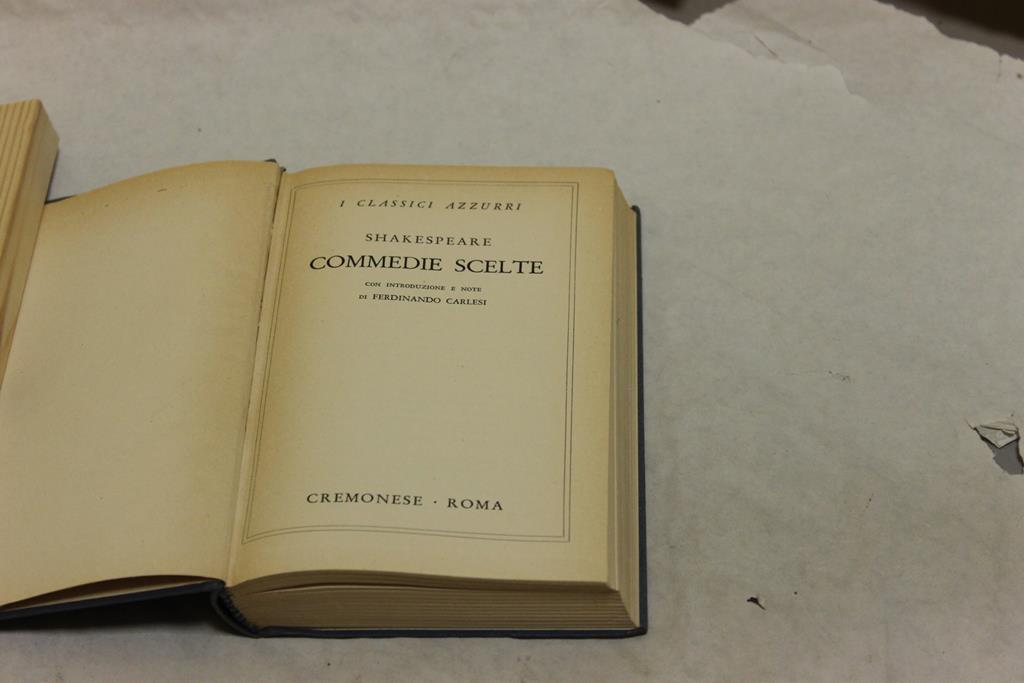 I CLASSICI AZZURRI
SHAKESPEARE
COMMEDIE SCELTE
CON INTRODUZIONE E NOTE
DI FERDINANDO CARLESI
CREMONESE · ROMA